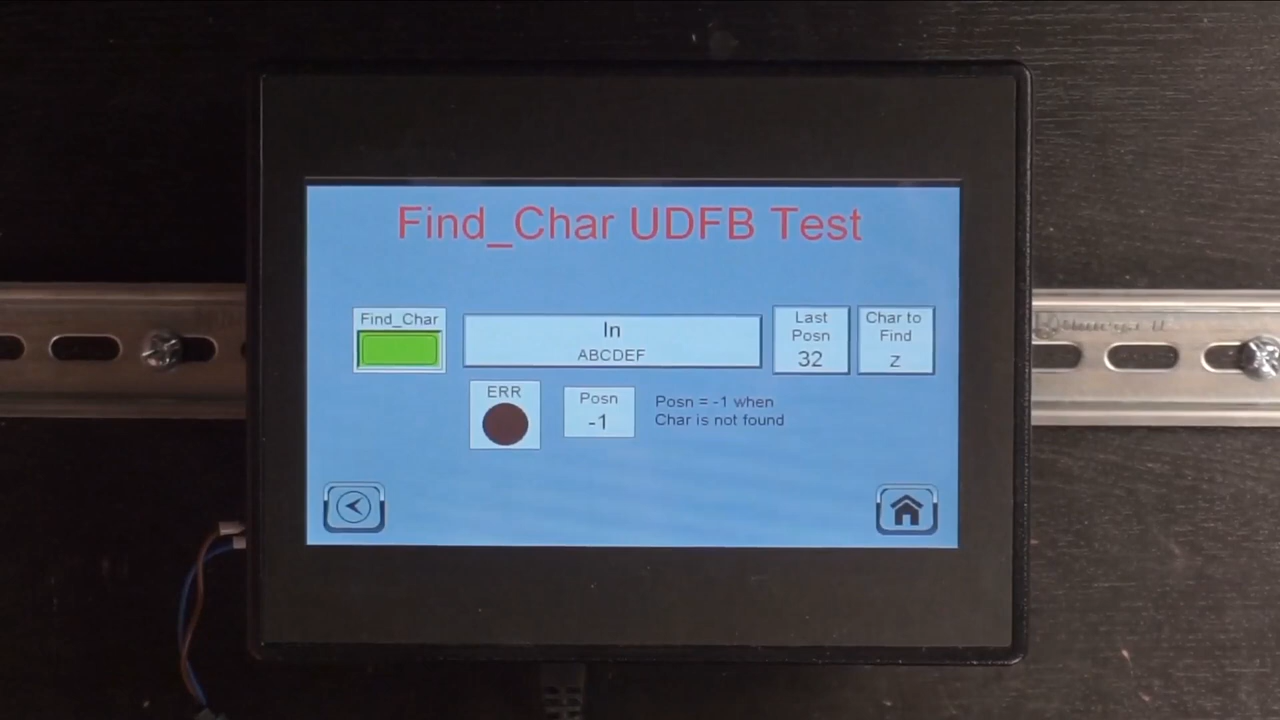 Find_Char UDFB Test
Find_Char
In
ABCDEF
Last
Posn
32
Char to
Find
z
ERR
Posn
-1
Posn = -1 when
Char is not found